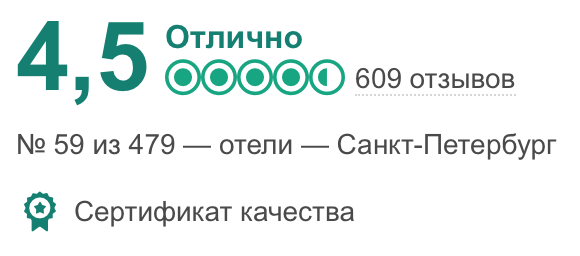 4,5 Отлично
609 отзывов
№ 59 из 479 — отели — Санкт-Петербург
Сертификат качества